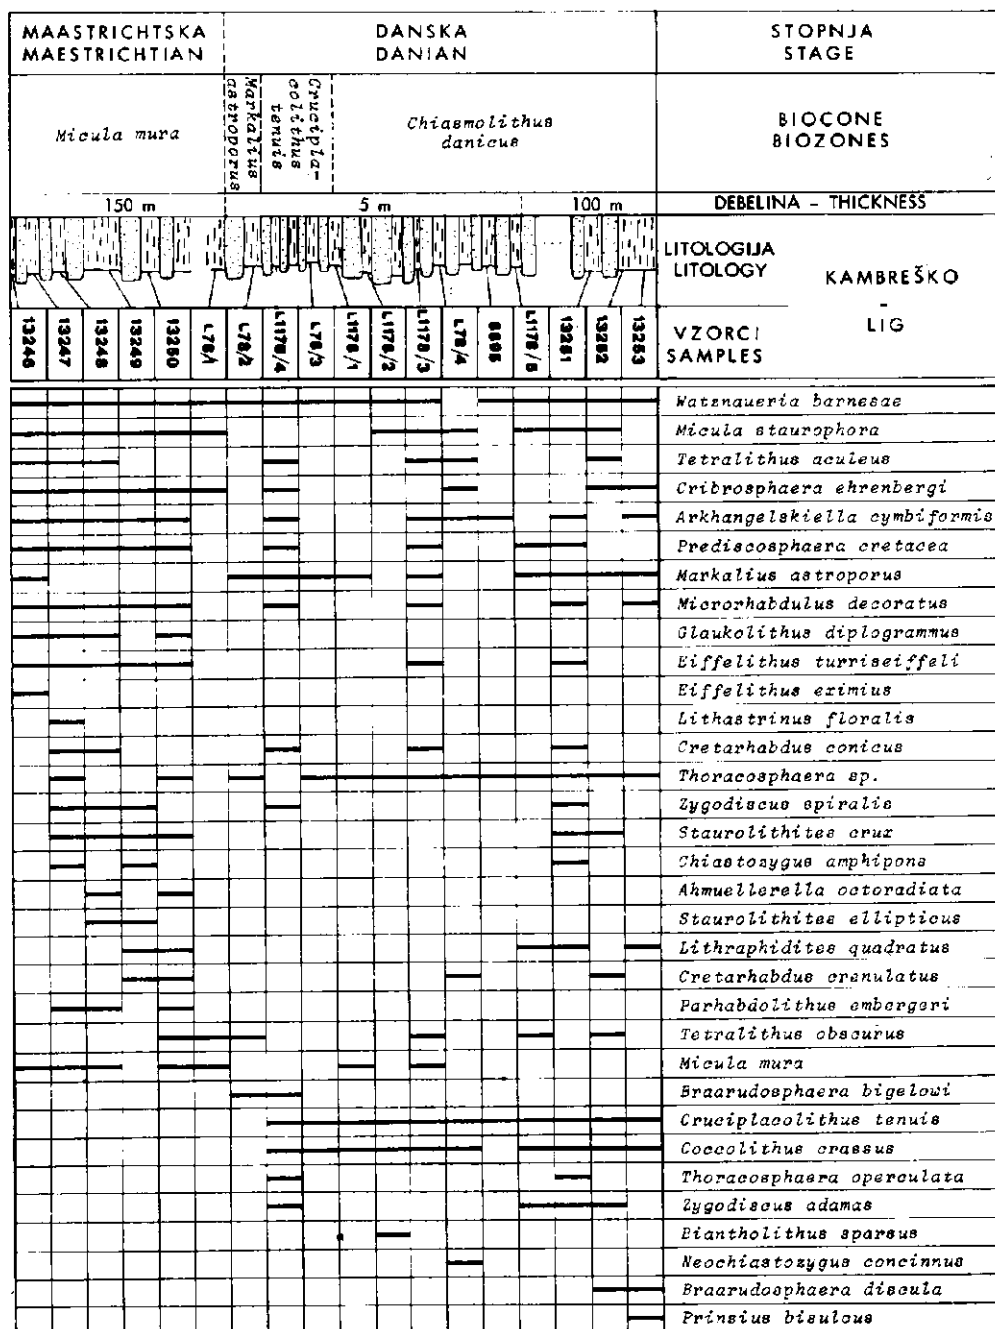 MAASTRICHTSKA
MAESTRICHTIAN
DANSKA
DANIAN
STOPNJA
STAGE
Micula mura
Markalius
astroporus
Crucipla-
colithus
tenuis
Chiasmolithus
danicus
BIOCONE
BIOZONES
150 m
5 m
100 m
DEBELINA – THICKNESS
LITOLOGIJA
LITOLOGY
KAMBREŠKO
-
LIG
VZORCI
SAMPLES
13246
13247
13248
13249
13250
L78/1
L78/2
L1178/4
L78/3
L1178/1
L1178/2
L1178/3
L78/4
L1178/5
13251
13252
13253
Watznaueria barnesae
Micula staurophora
Tetralithus aculeus
Cribrosphaera ehrenbergi
Arkhangelskiella cymbiformis
Prediscosphaera cretacea
Markalius astroporus
Microrhabdulus decoratus
Glaukolithus diplogrammus
Eiffelithus turriseiffeli
Eiffelithus eximius
Lithastrinus floralis
Cretarhabdus conicus
Thoracosphaera sp.
Zygodiscus spiralis
Staurolithites crux
Chiastozygus amphipons
Ahmuellerella octoradiata
Staurolithites ellipticus
Lithraphidites quadratus
Cretarhabdus crenulatus
Parhabdolithus embergeri
Tetralithus obscurus
Micula mura
Braarudosphaera bigelowi
Cruciplacolithus tenuis
Coccolithus crassus
Thoracosphaera operculata
Zygodiscus adamas
Biantholithus sparsus
Neochiastozygus concinnus
Braarudosphaera discula
Prinsius bisulcus